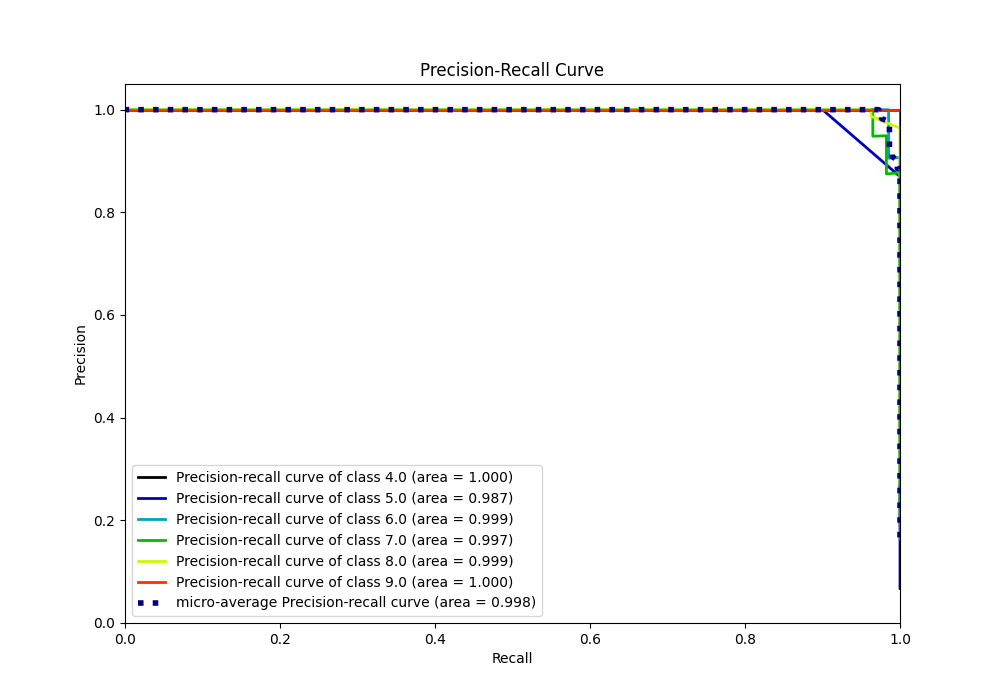 Precision-Recall Curve
1.0
0.8
0.6
0.4
0.2
0.0
Precision
Precision-recall curve of class 4.0 (area = 1.000)
Precision-recall curve of class 5.0 (area = 0.987)
Precision-recall curve of class 6.0 (area = 0.999)
Precision-recall curve of class 7.0 (area = 0.997)
Precision-recall curve of class 8.0 (area = 0.999)
Precision-recall curve of class 9.0 (area = 1.000)
micro-average Precision-recall curve (area = 0.998)
0.0 0.2 0.4 0.6 0.8 1.0
Recall